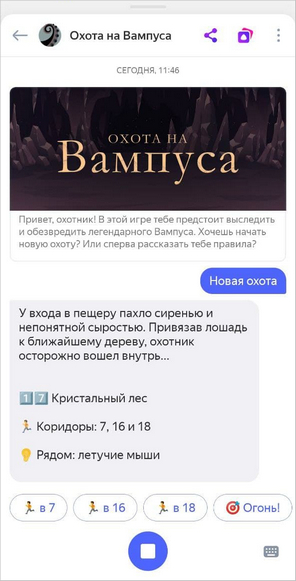 Охота на Вампуса
СЕГОДНЯ, 11:46
ОХОТА НА
Вампуса
Привет, охотник! В этой игре тебе предстоит выследить
и обезвредить легендарного Вампуса. Хочешь начать
новую охоту? Или сперва рассказать тебе правила?
Новая охота
У входа в пещеру пахло сиренью и
непонятной сыростью. Привязав лошадь
к ближайшему дереву, охотник
осторожно вошел внутрь...
1️⃣7️⃣ Кристальный лес
🏃 Коридоры: 7, 16 и 18
💡 Рядом: летучие мыши
🏃 в 7 🏃 в 16 🏃 в 18 🎯 Огонь!